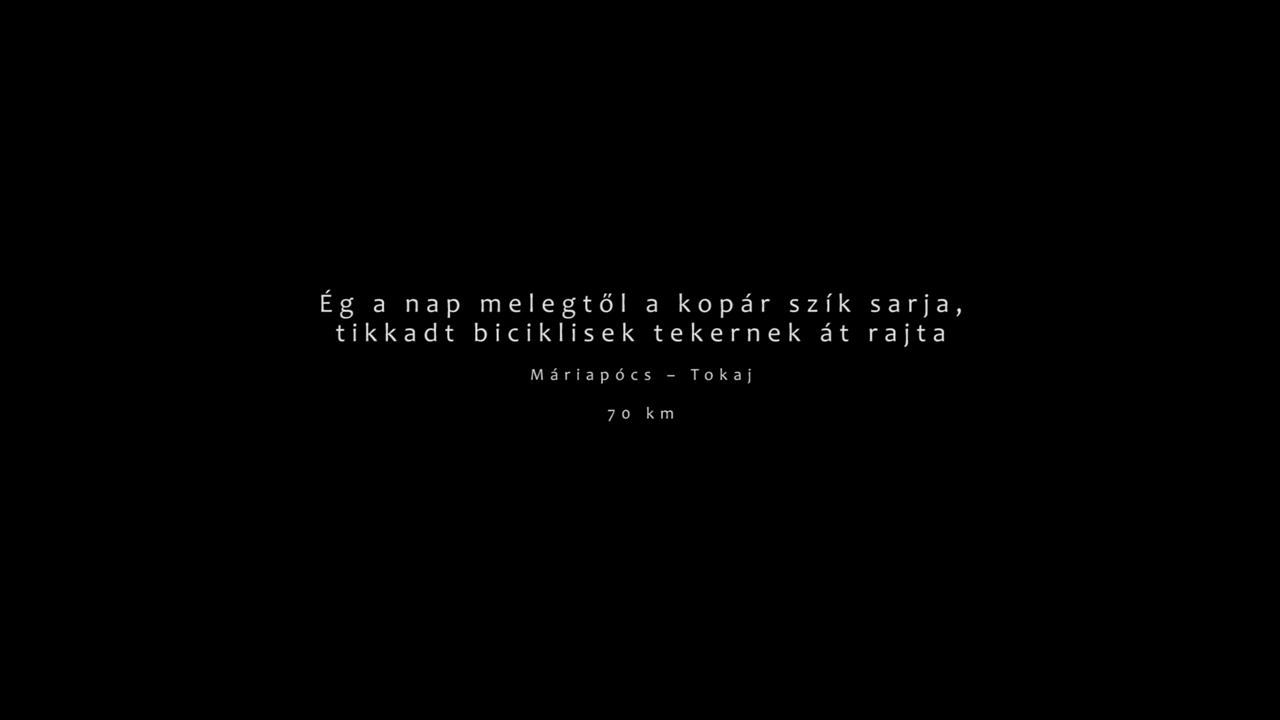 Ég a nap melegtől a kopár szík sarja,
tikkadt biciklisek tekernek át rajta
Máriapócs – Tokaj
70 km